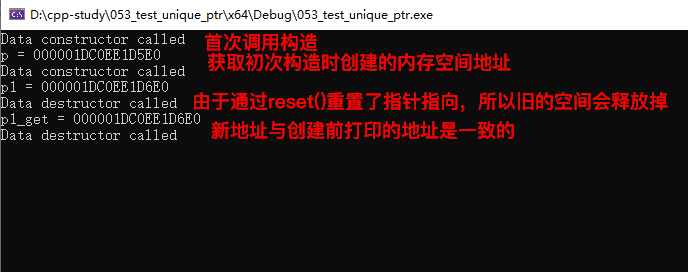 D:\cpp-study\053_test_unique_ptr\x64\Debug\053_test_unique_ptr.exe
Data constructor called 首次调用构造
p = 000001DC0EE1D5E0 获取初次构造时创建的内存空间地址
Data constructor called
p1 = 000001DC0EE1D6E0
Data destructor called 由于通过reset()重置了指针指向，所以旧的空间会释放掉
p1_get = 000001DC0EE1D6E0
Data destructor called 新地址与创建前打印的地址是一致的